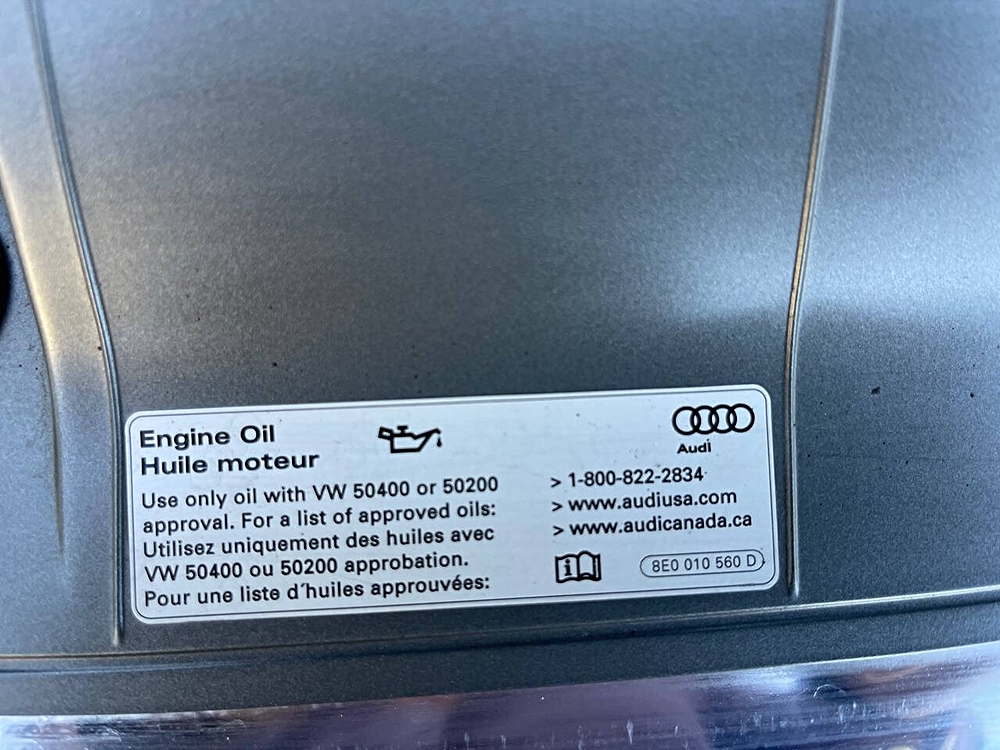 Engine Oil
Huile moteur
Use only oil with VW 50400 or 50200
approval. For a list of approved oils:
Utilisez uniquement des huiles avec
VW 50400 ou 50200 approbation.
Pour une liste d´huiles approuvées:
Audi
> 1-800-822-2834
> www.audiusa.com
> www.audicanada.ca
8E0 010 560 D